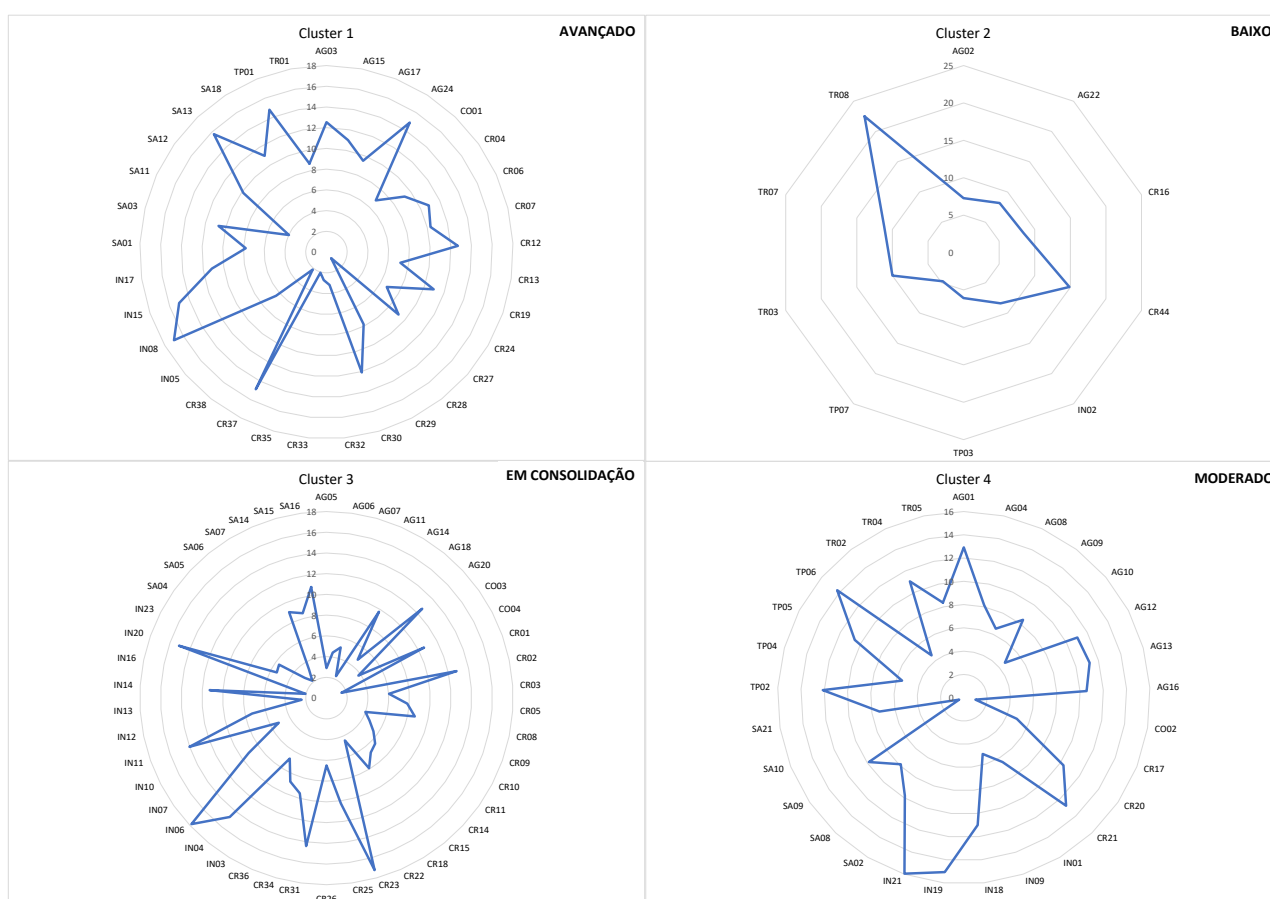 Cluster 1
AVANÇADO
AG03
AG15
AG17
AG24
CO01
CR04
CR06
CR07
CR12
CR13
CR19
CR24
CR27
CR28
CR29
CR30
CR32
CR33
CR35
CR37
CR38
IN05
IN08
IN15
IN17
SA01
SA03
SA11
SA12
SA13
SA18
TP01
TR01
18
16
14
12
10
8
6
4
2
0
Cluster 2
BAIXO
AG02
AG22
CR16
CR44
IN02
TP03
TP07
TR03
TR07
TR08
25
20
15
10
5
0
Cluster 3
EM CONSOLIDAÇÃO
AG05
AG06
AG07
AG11
AG14
AG18
AG20
CO03
CO04
CR01
CR02
CR03
CR05
CR08
CR09
CR10
CR11
CR14
CR15
CR18
CR22
CR23
CR25
CR26
CR31
CR34
CR36
IN03
IN04
IN06
IN07
IN10
IN11
IN12
IN13
IN14
IN16
IN20
IN23
SA04
SA05
SA06
SA07
SA14
SA15
SA16
18
16
14
12
10
8
6
4
2
0
Cluster 4
MODERADO
AG01
AG04
AG08
AG09
AG10
AG12
AG13
AG16
CO02
CR17
CR20
CR21
IN01
IN09
IN18
IN19
IN21
SA02
SA08
SA09
SA10
SA21
TP02
TP04
TP05
TP06
TR02
TR04
TR05
16
14
12
10
8
6
4
2
0